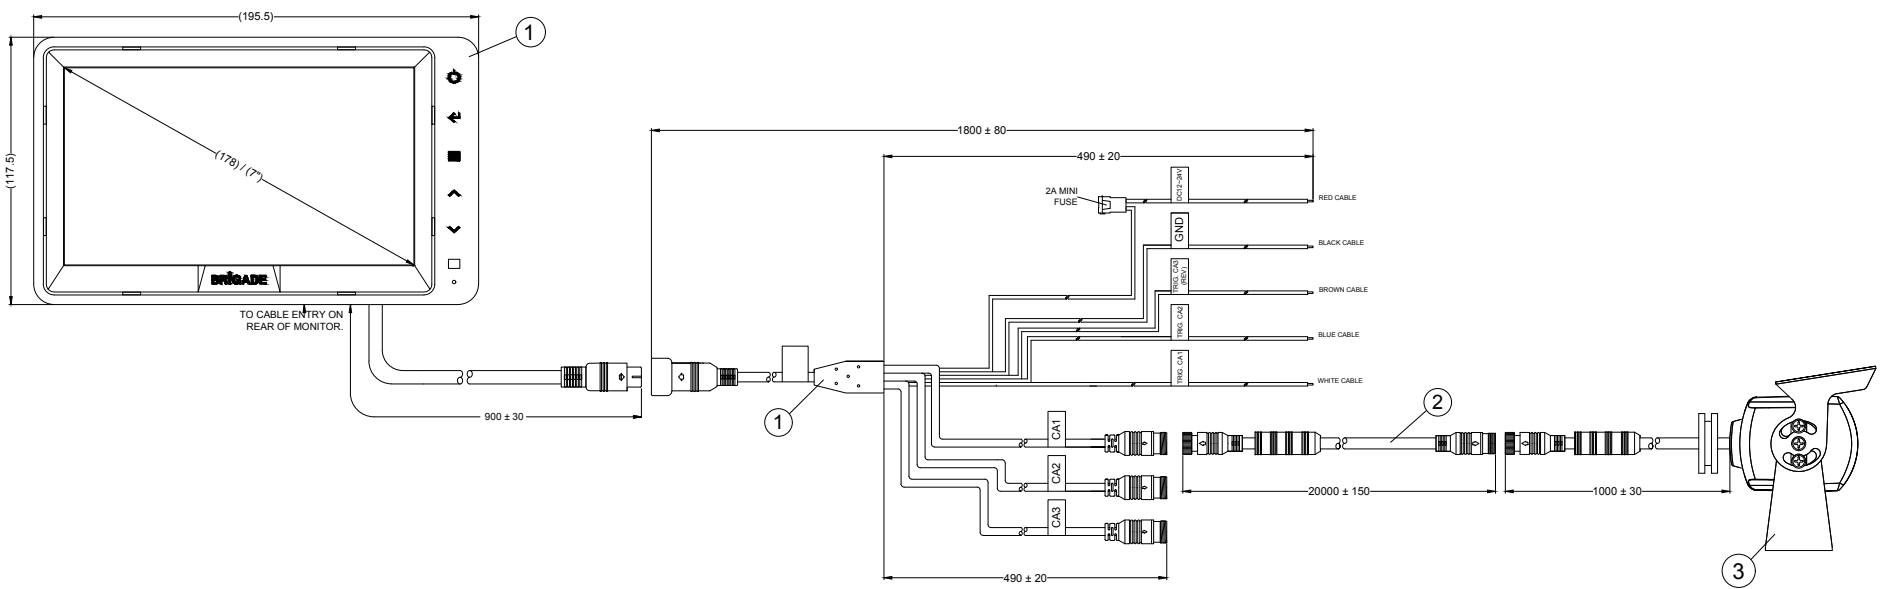 (195.5)
1
(117.5)
(178) / (7")
BRIGADE
TO CABLE ENTRY ON
REAR OF MONITOR.
900 ± 30
1800 ± 80
490 ± 20
2A MINI
FUSE
DC12~24V
RED CABLE
GND
BLACK CABLE
TRIG. CA3
(REV)
BROWN CABLE
TRIG. CA2
BLUE CABLE
TRIG. CA1
WHITE CABLE
1
CA1
CA2
CA3
490 ± 20
2
20000 ± 150
1000 ± 30
3